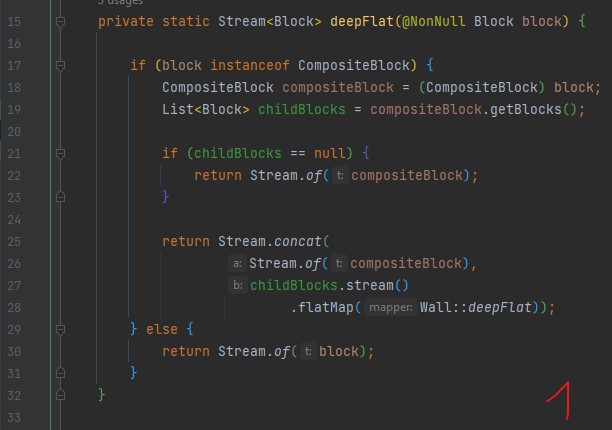 5 usages
15 private static Stream<Block> deepFlat(@NonNull Block block) {
16
17 if (block instanceof CompositeBlock) {
18 CompositeBlock compositeBlock = (CompositeBlock) block;
19 List<Block> childBlocks = compositeBlock.getBlocks();
20
21 if (childBlocks == null) {
22 return Stream.of( t: compositeBlock);
23 }
24
25 return Stream.concat(
26 a: Stream.of( t: compositeBlock),
27 b: childBlocks.stream()
28 .flatMap( mapper: Wall::deepFlat));
29 } else {
30 return Stream.of( t: block);
31 }
32 }
33
1